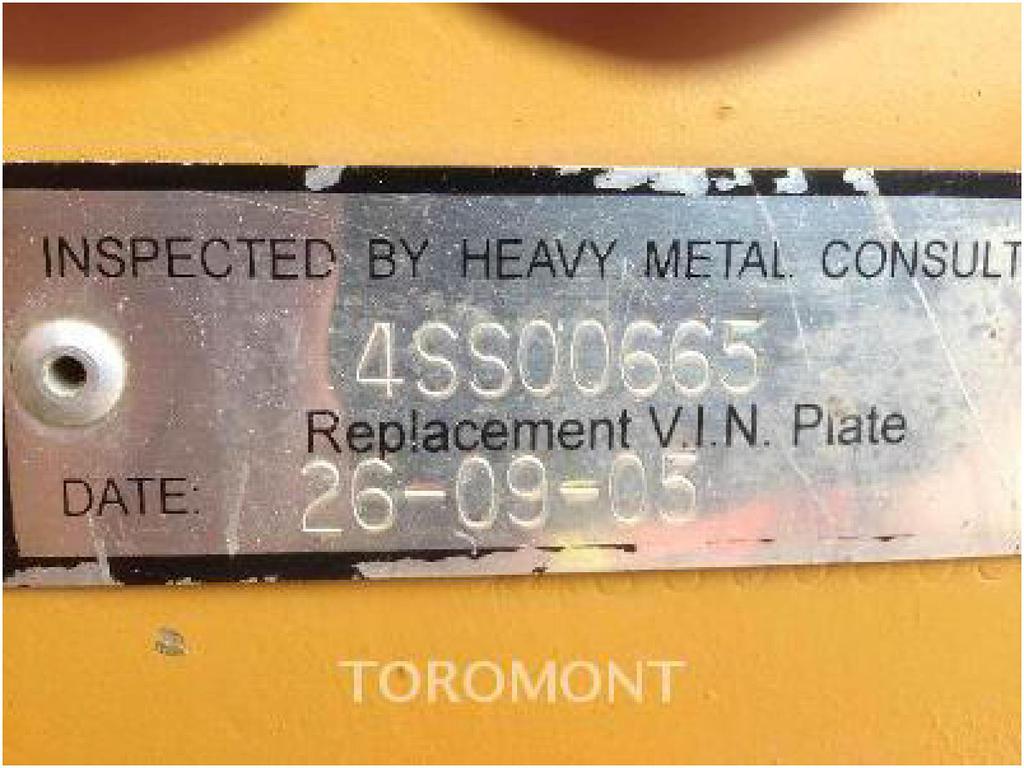 INSPECTED BY HEAVY METAL CONSULT
4SS00665
Replacement V.I.N. Plate
DATE: 26-09-05
TOROMONT